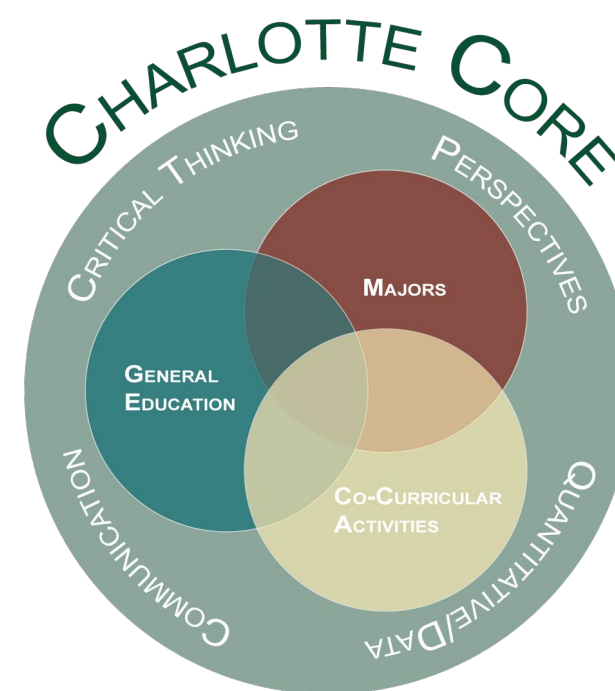 CHARLOTTE CORE
CRITICAL THINKING
PERSPECTIVES
MAJORS
GENERAL
EDUCATION
CO-CURRICULAR
ACTIVITIES
COMMUNICATION
QUANTITATIVE/DATA